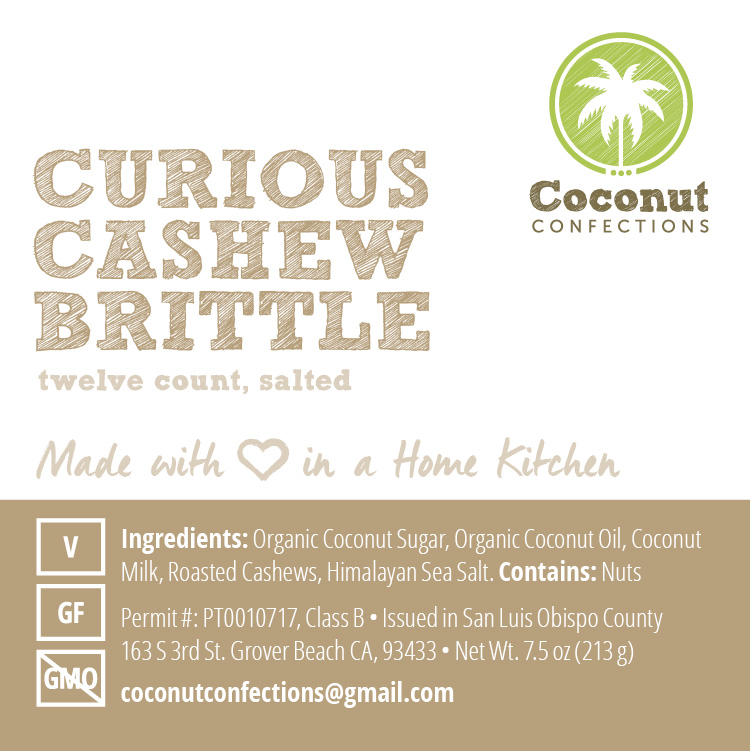 Coconut
CONFECTIONS
CURIOUS
CASHEW
BRITTLE
twelve count, salted
Made with in a Home Kitchen
V
GF
GMO
Ingredients: Organic Coconut Sugar, Organic Coconut Oil, Coconut
Milk, Roasted Cashews, Himalayan Sea Salt. Contains: Nuts
Permit #: PT0010717, Class B • Issued in San Luis Obispo County
163 S 3rd St. Grover Beach CA, 93433 • Net Wt. 7.5 oz (213 g)
coconutconfections@gmail.com